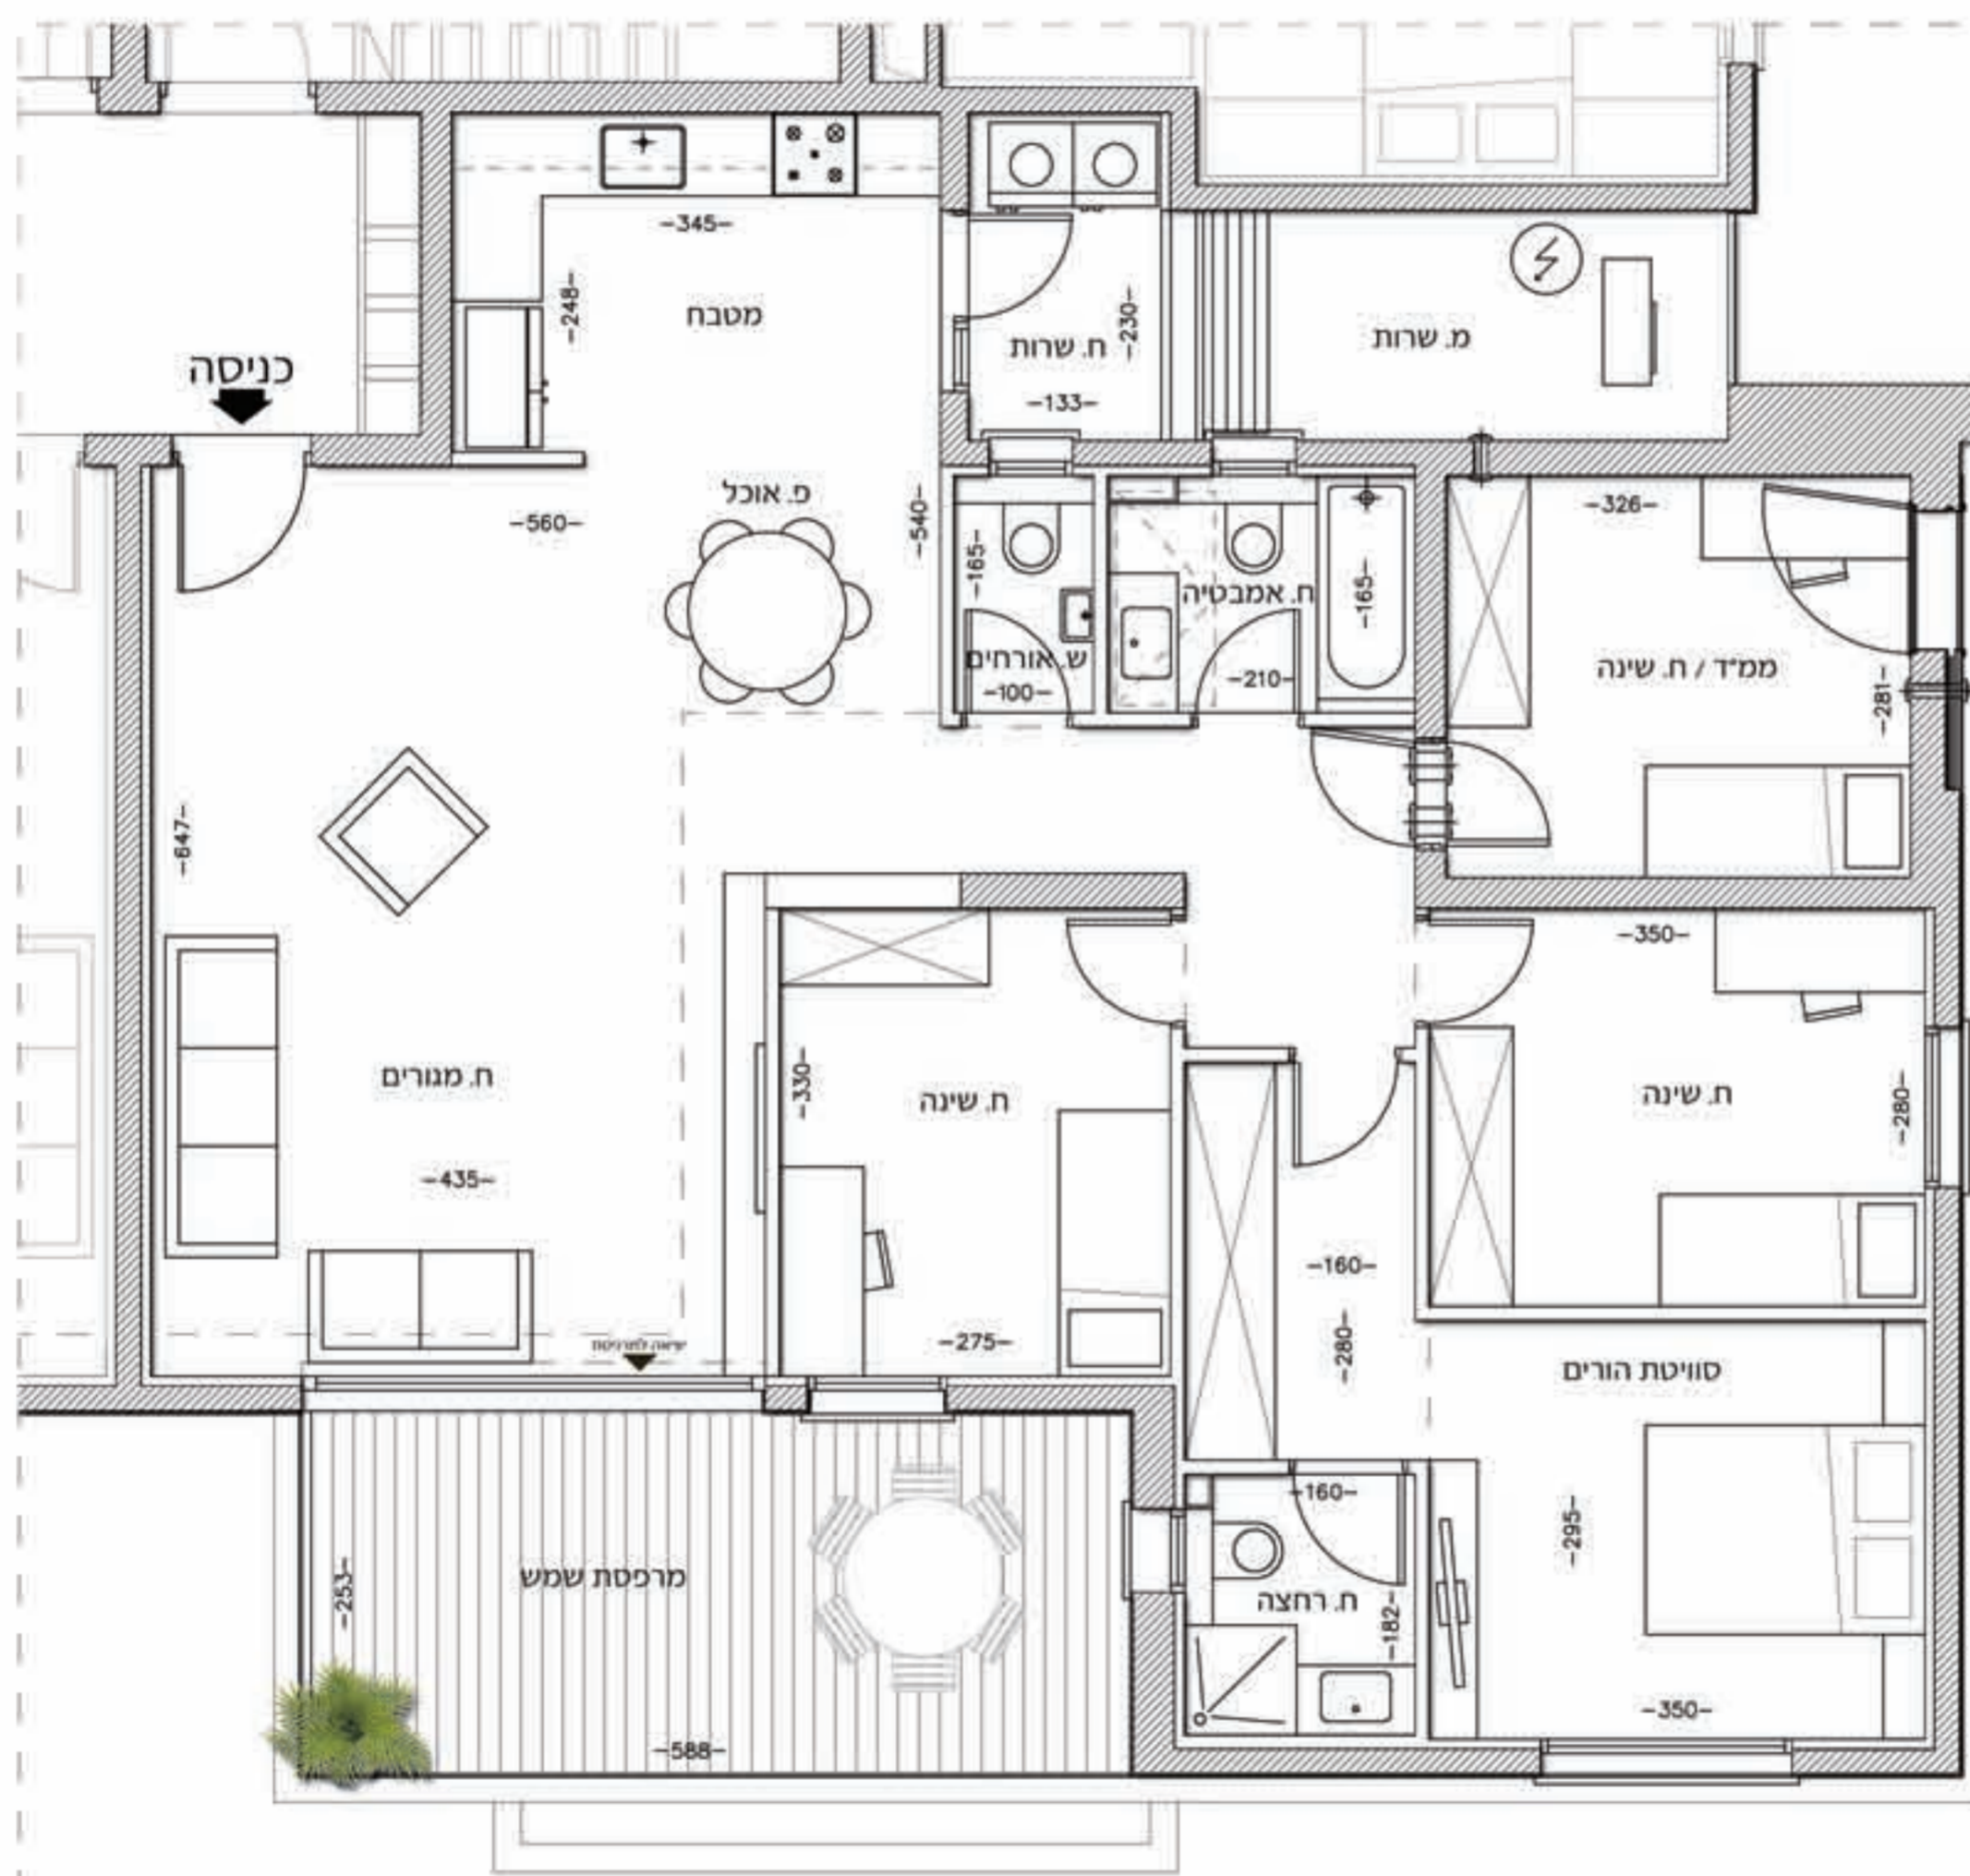 כניסה
-345-
-248-
מטבח
ח. שרות
-230-
-133-
מ. שרות
פ. אוכל
-560-
-540-
-165-
ש. אורחים
-100-
ח. אמבטיה
-165-
-210-
-326-
ממ"ד / ח. שינה
-281-
-647-
ח. מגורים
-435-
יציאה למרפסת
-330-
ח. שינה
-275-
-350-
ח. שינה
-280-
-160-
-280-
סוויטת הורים
-295-
-350-
-160-
ח. רחצה
-182-
מרפסת שמש
-253-
-588-